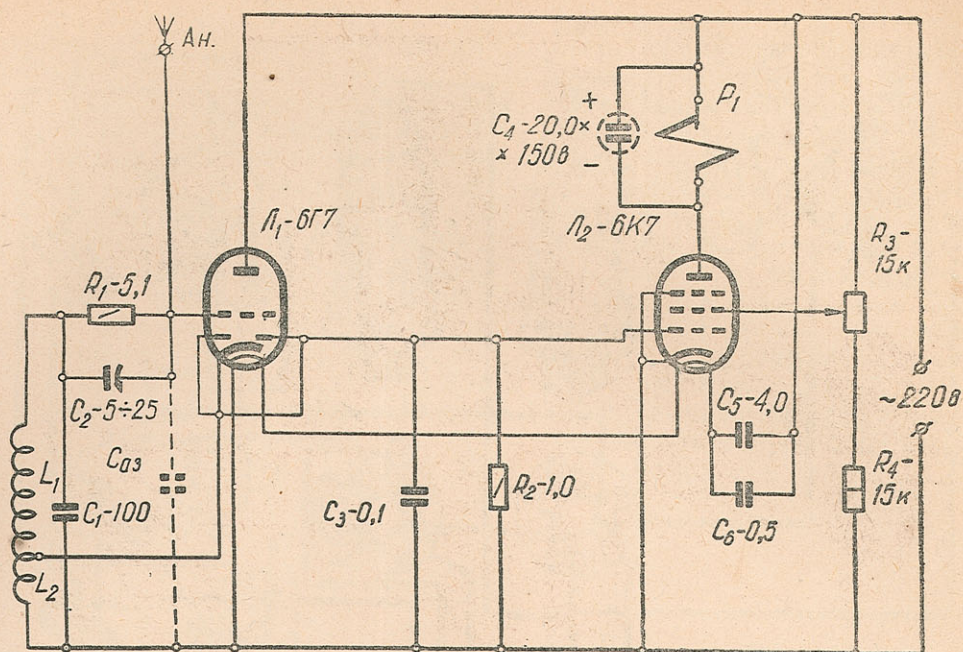 Ан.
+
C₄-20,0×
× 150в
-
P₁
Л₁-6Г7
Л₂-6К7
R₃-
15к
R₁-5,1
C₂-5÷25
C₅-4,0
~220в
Cаэ
L₁
C₁-100
C₃-0,1
R₂-1,0
R₄-
15к
C₆-0,5
L₂